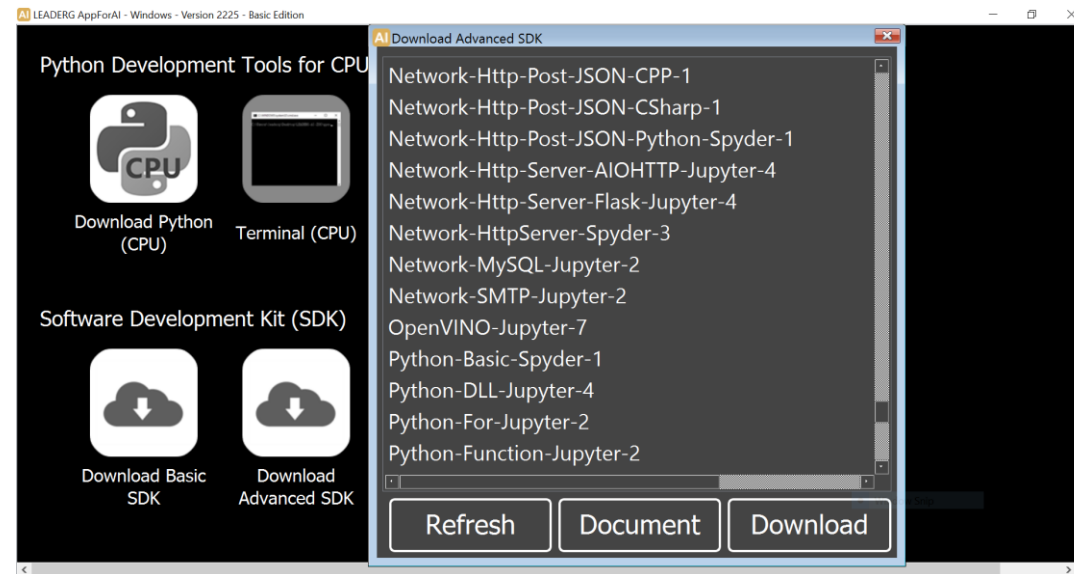 AI LEADERG AppForAI - Windows - Version 2225 - Basic Edition
AI Download Advanced SDK
Python Development Tools for CPU
CPU
Download Python
(CPU)
Terminal (CPU)
Software Development Kit (SDK)
Download Basic
SDK
Download
Advanced SDK
Network-Http-Post-JSON-CPP-1
Network-Http-Post-JSON-CSharp-1
Network-Http-Post-JSON-Python-Spyder-1
Network-Http-Server-AIOHTTP-Jupyter-4
Network-Http-Server-Flask-Jupyter-4
Network-HttpServer-Spyder-3
Network-MySQL-Jupyter-2
Network-SMTP-Jupyter-2
OpenVINO-Jupyter-7
Python-Basic-Spyder-1
Python-DLL-Jupyter-4
Python-For-Jupyter-2
Python-Function-Jupyter-2
Refresh
Document
Download